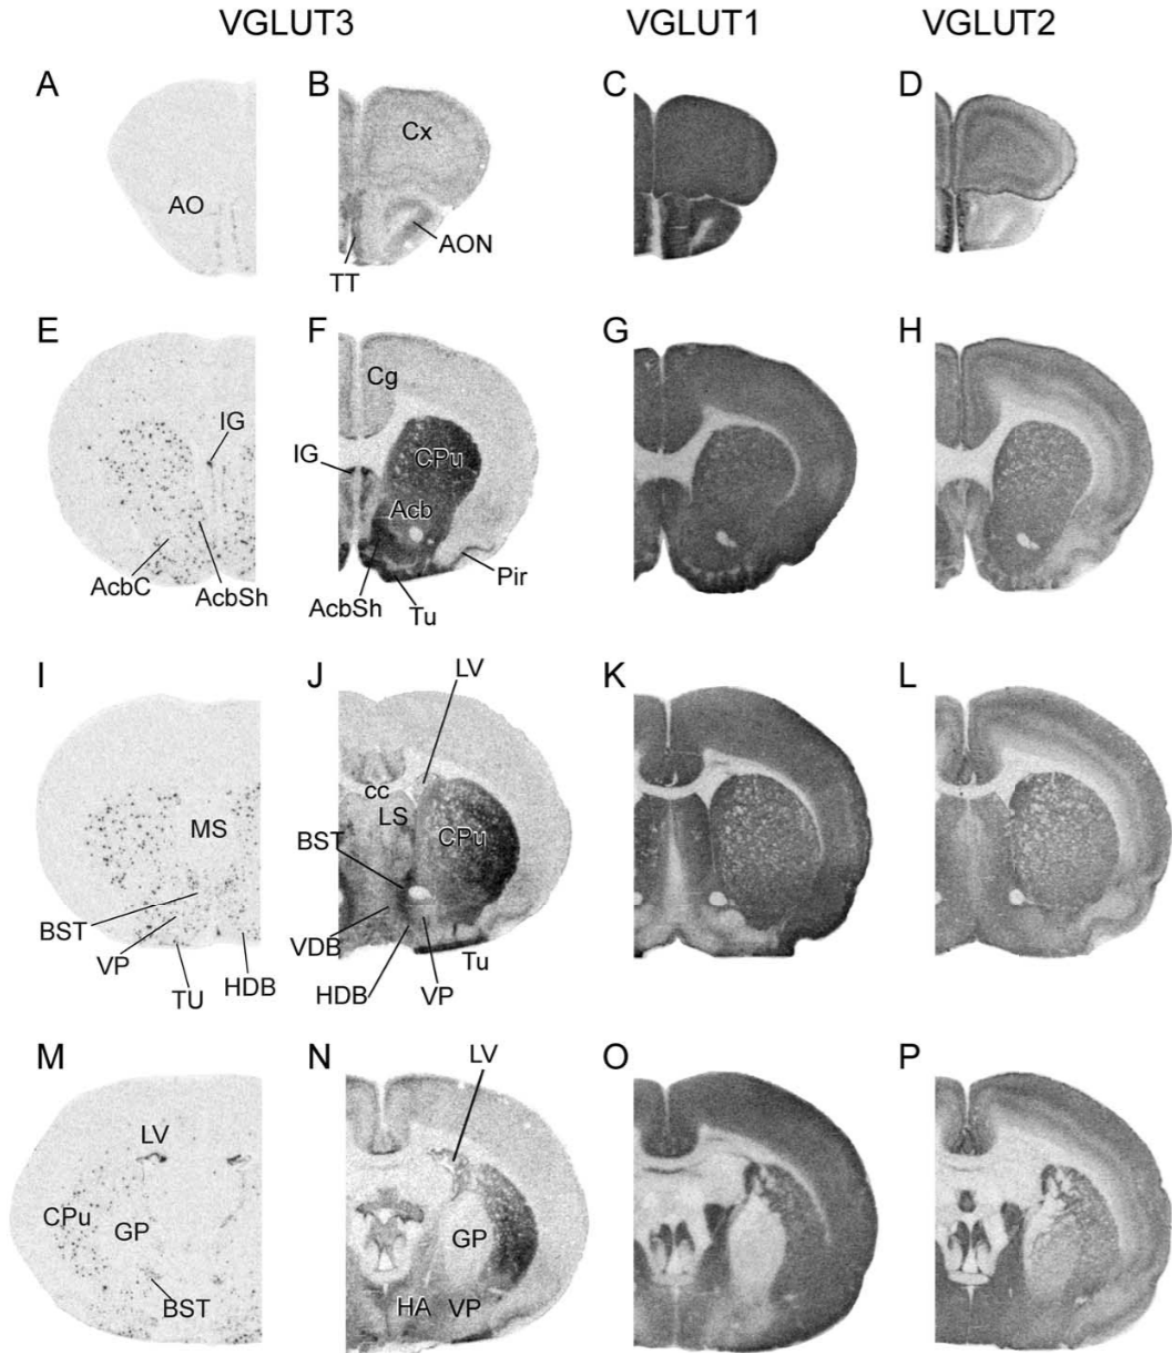 VGLUT3 VGLUT1 VGLUT2
A B C D
Cx
AO
AON
TT
E F G H
Cg
IG
IG
CPu
Acb
AcbC
AcbSh
Pir
AcbSh
Tu
I J K L
LV
cc
LS
MS
CPu
BST
BST
VDB
VP
Tu
TU
HDB
HDB
VP
M N O P
LV
LV
CPu
GP
GP
BST
HA
VP